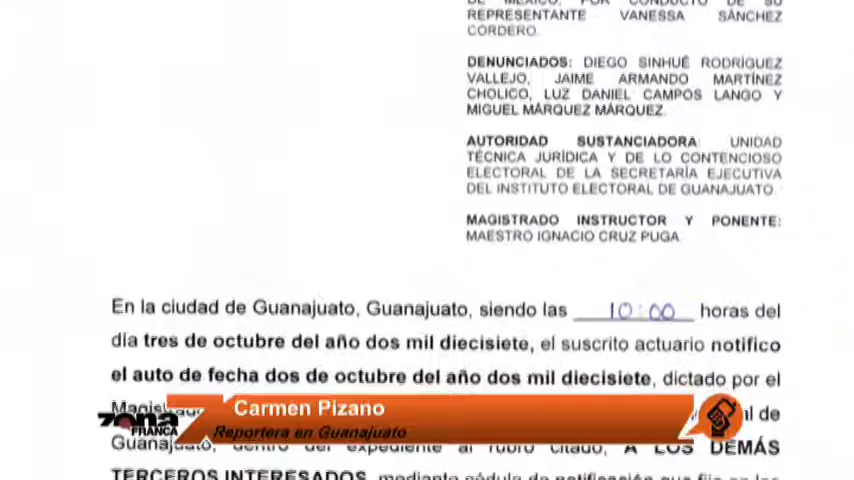 DE MÉXICO, POR CONDUCTO DE SU
REPRESENTANTE VANESSA SÁNCHEZ
CORDERO.
DENUNCIADOS: DIEGO SINHUÉ RODRÍGUEZ
VALLEJO, JAIME ARMANDO MARTÍNEZ
CHOLICO, LUZ DANIEL CAMPOS LANGO Y
MIGUEL MÁRQUEZ MÁRQUEZ.
AUTORIDAD SUSTANCIADORA: UNIDAD
TÉCNICA JURÍDICA Y DE LO CONTENCIOSO
ELECTORAL DE LA SECRETARÍA EJECUTIVA
DEL INSTITUTO ELECTORAL DE GUANAJUATO.
MAGISTRADO INSTRUCTOR Y PONENTE:
MAESTRO IGNACIO CRUZ PUGA.
En la ciudad de Guanajuato, Guanajuato, siendo las 10:00 horas del
día tres de octubre del año dos mil diecisiete, el suscrito actuario notifico
el auto de fecha dos de octubre del año dos mil diecisiete, dictado por el
de
Carmen Pizano
zona
FRANCA
Reportera en Guanajuato
Guanajuato, dentro del expediente al rubro citado, A LOS DEMÁS
TERCEROS INTERESADOS, mediante cédula de notificación que fijo en los